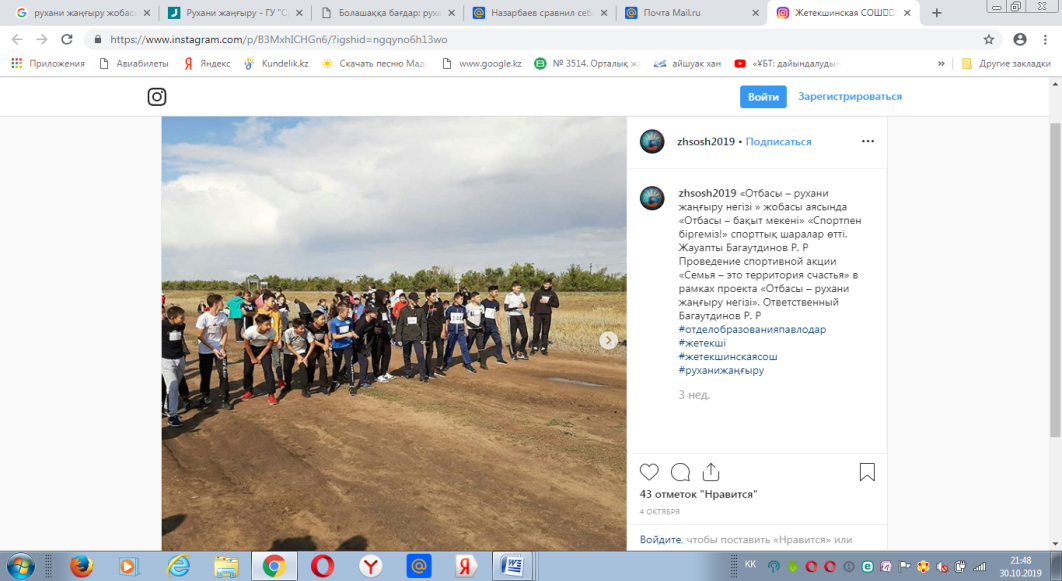 рухани жаңғыру жобас
Рухани жаңғыру - ГУ "С
Болашаққа бағдар: руха
Назарбаев сравнил себ
Почта Mail.ru
Жетекшинская СОШ
https://www.instagram.com/p/B3MxhICHGn6/?igshid=ngqyno6h13wo
Приложения
Авиабилеты
Яндекс
Kundelik.kz
Скачать песню Мад
www.google.kz
№ 3514. Орталық ж
айшуак хан
«ҰБТ: дайындалудың
»
Другие закладки
Войти
Зарегистрироваться
zhsosh2019 • Подписаться
zhsosh2019 «Отбасы – рухани
жаңғыру негізі » жобасы аясында
«Отбасы – бақыт мекені» «Спортпен
біргеміз!» спорттық шаралар өтті.
Жауапты Багаутдинов Р. Р
Проведение спортивной акции
«Семья – это территория счастья» в
рамках проекта «Отбасы – рухани
жаңғыру негізі». Ответственный
Багаутдинов Р. Р
#отделобразованияпавлодар
#жетекші
#жетекшинскаясош
#руханижаңғыру
3 нед.
43 отметок "Нравится"
4 ОКТЯБРЯ
Войдите, чтобы поставить «Нравится» или
KK
21:48
30.10.2019